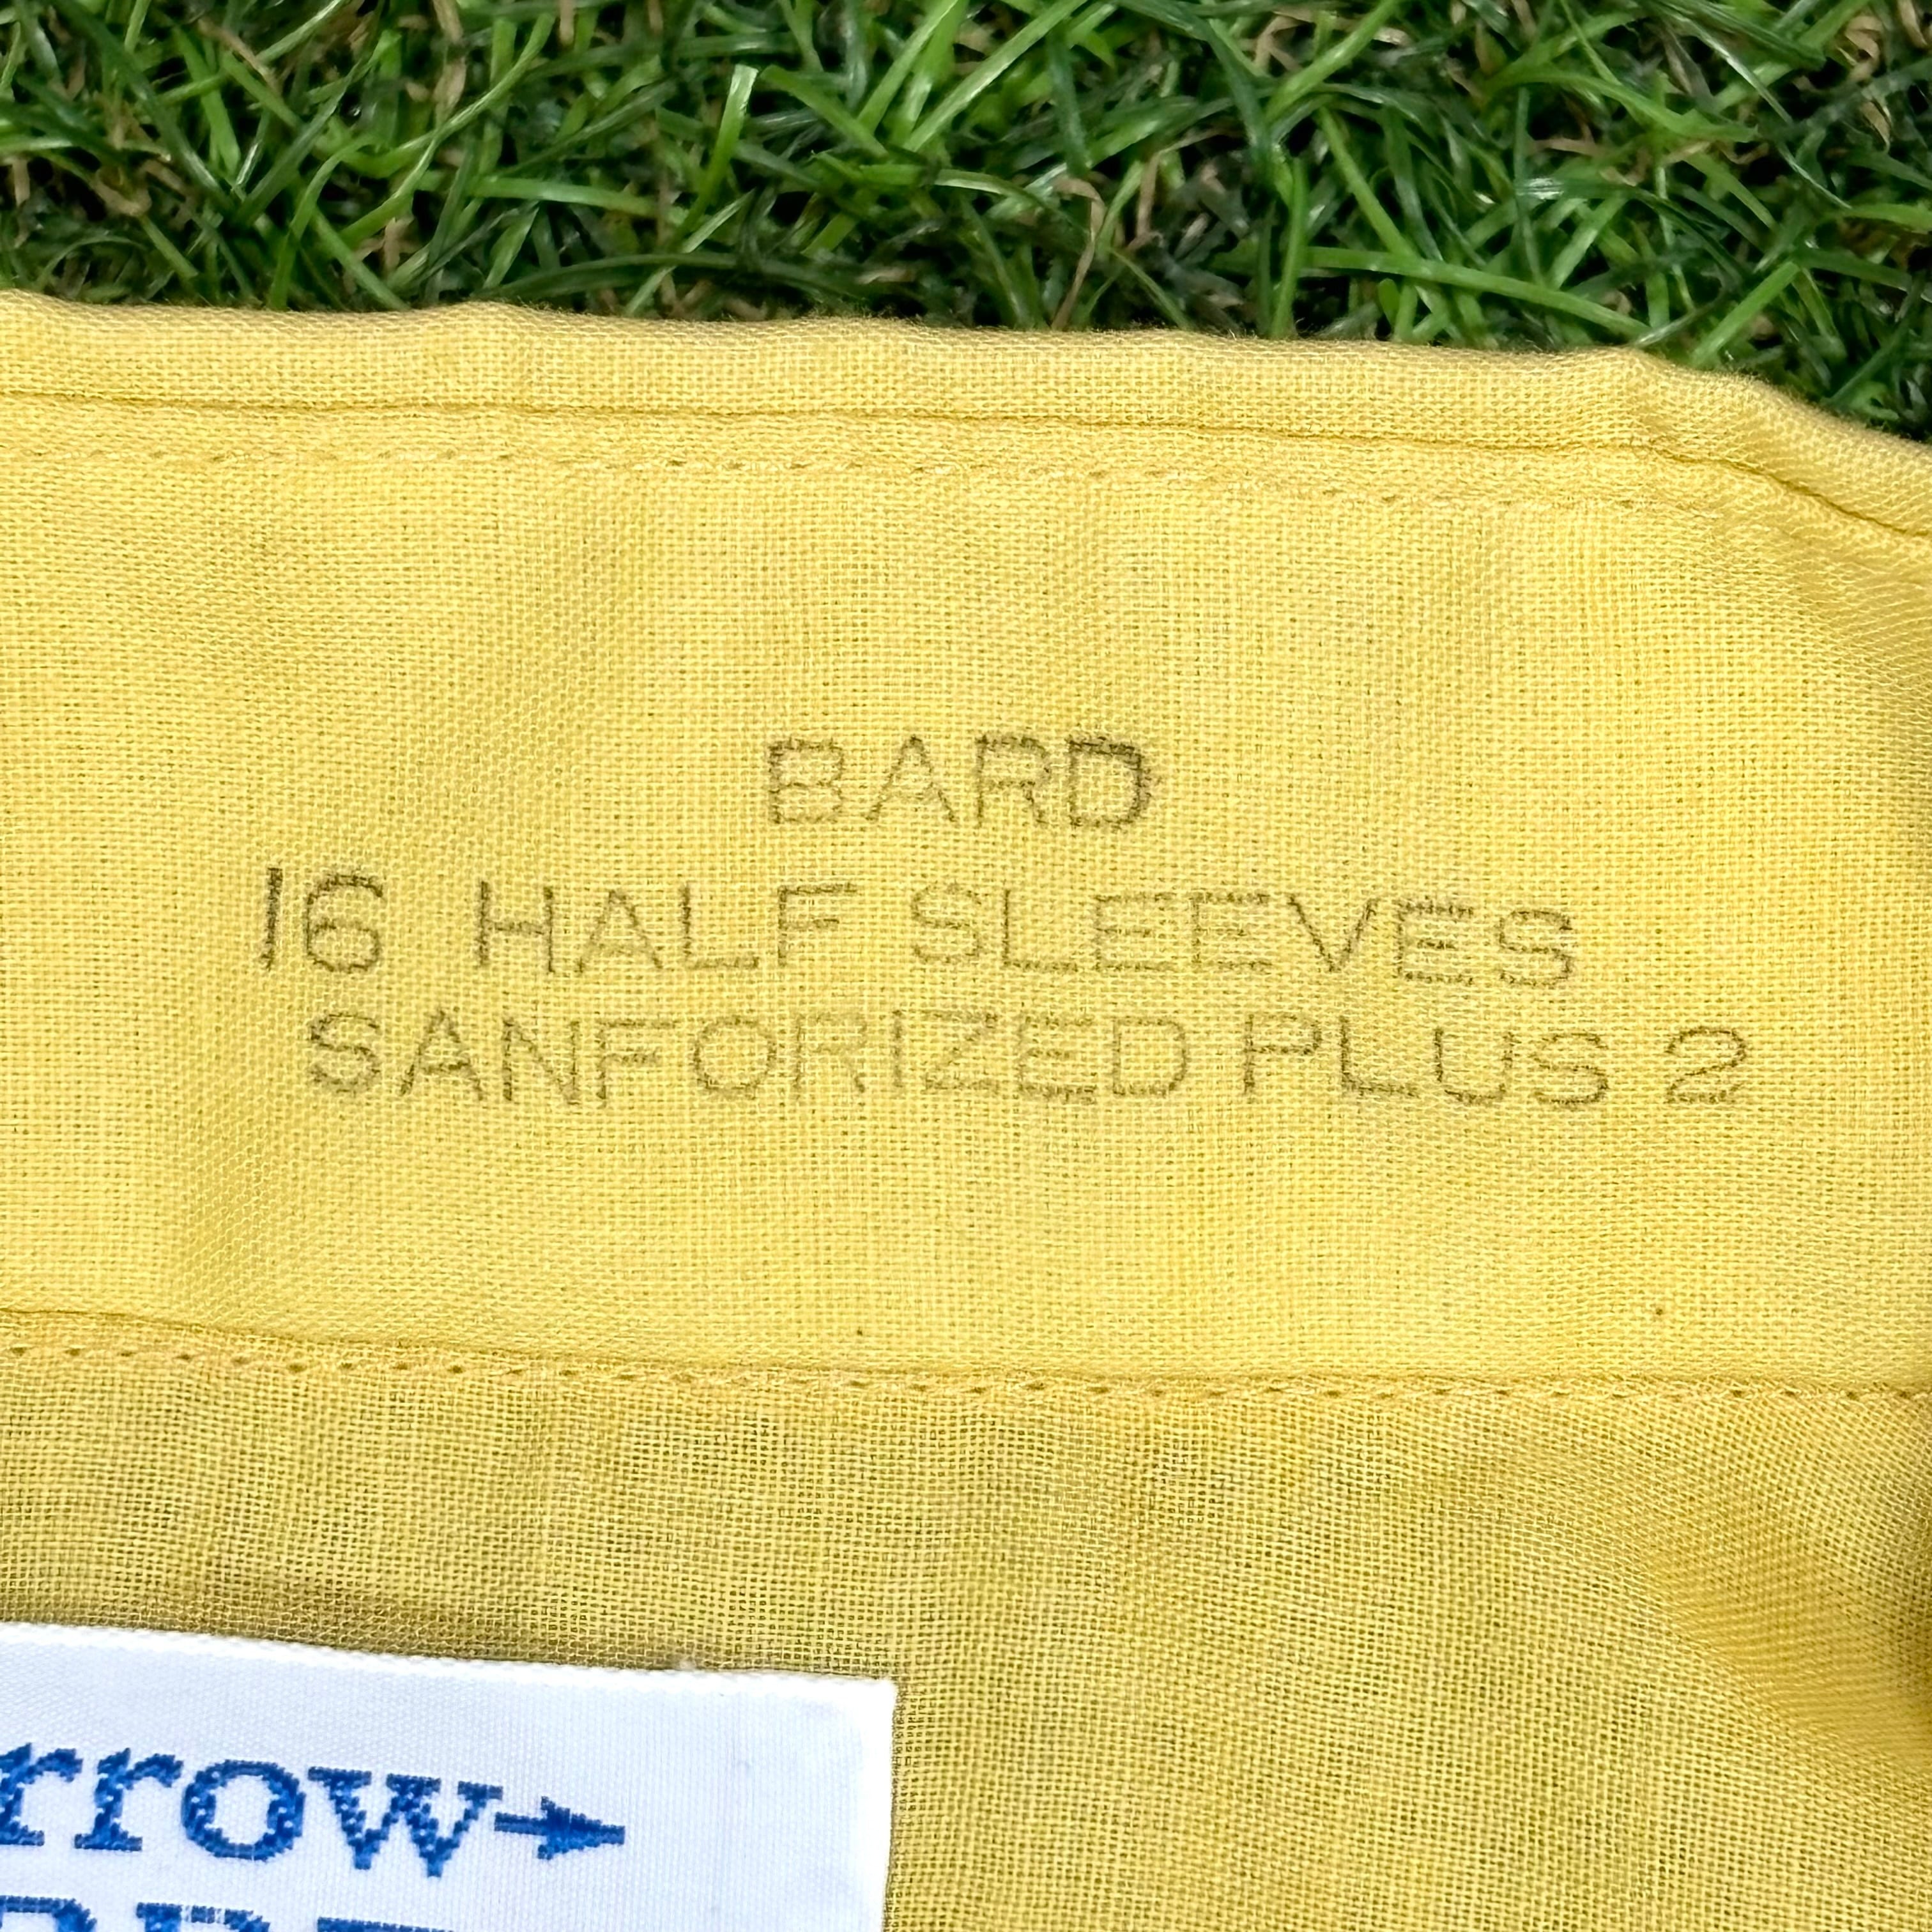 BARD
16 HALF SLEEVES
SANFORIZED PLUS 2
rrow